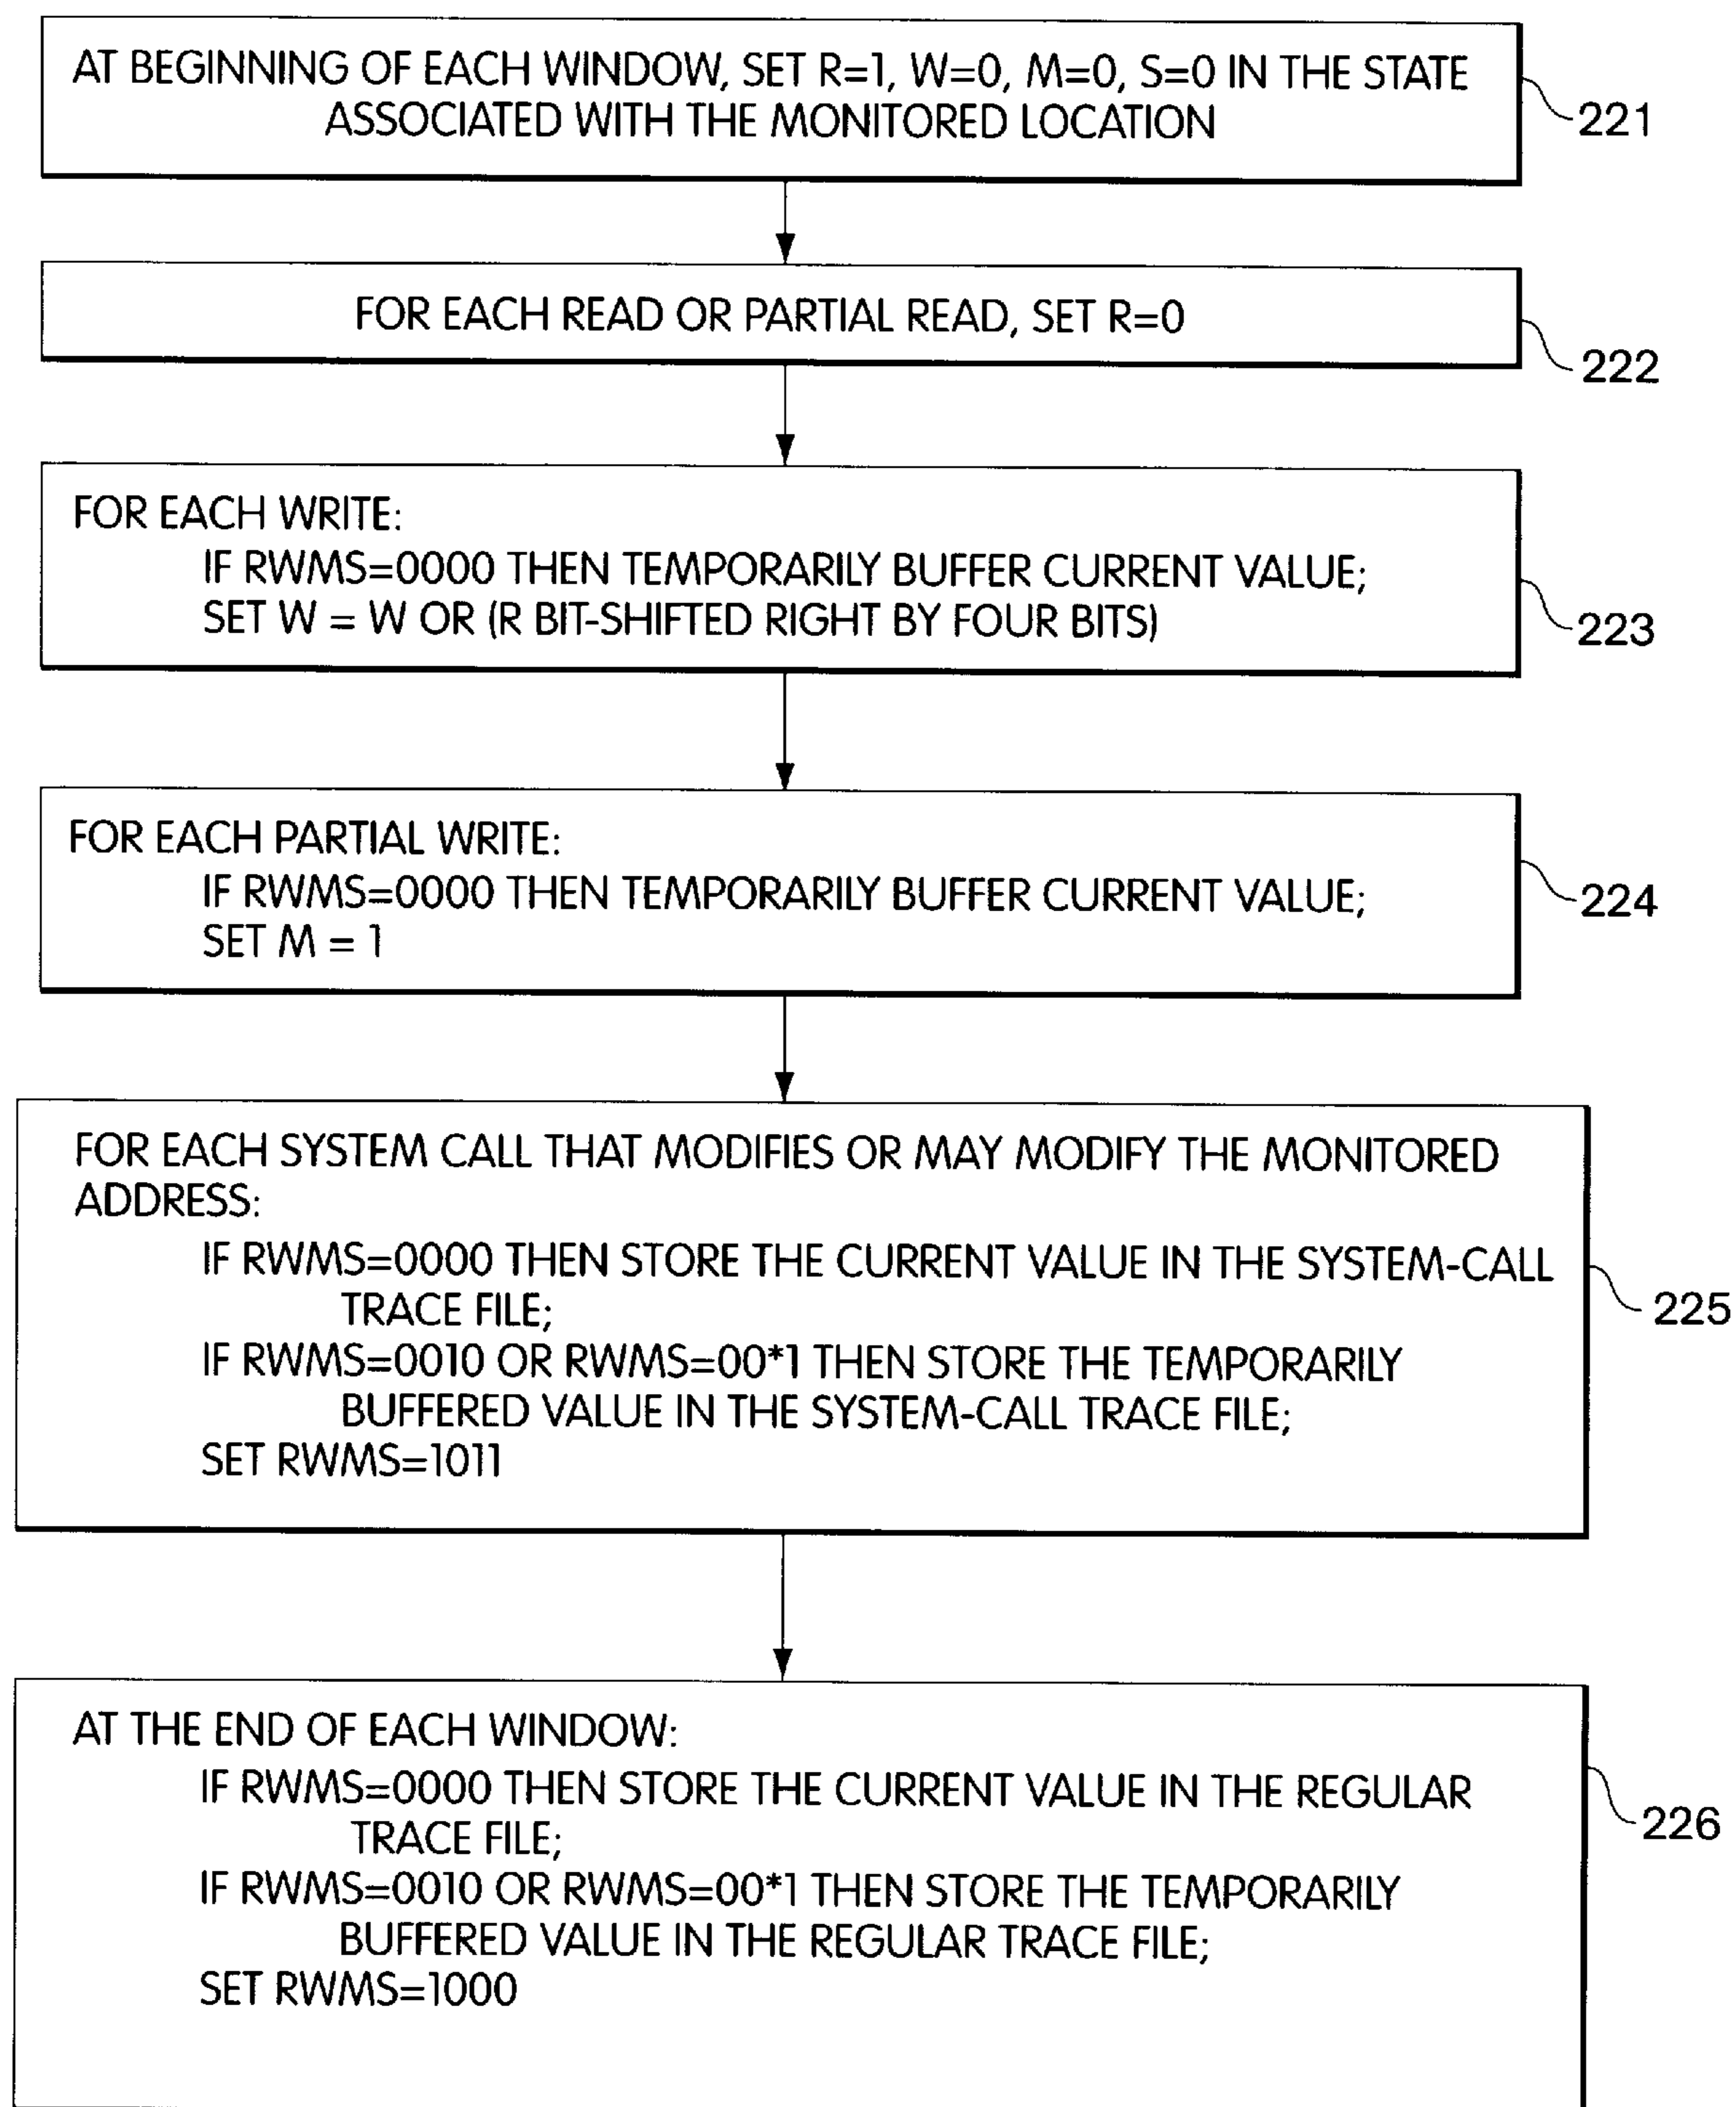 AT BEGINNING OF EACH WINDOW, SET R=1, W=0, M=0, S=0 IN THE STATE
ASSOCIATED WITH THE MONITORED LOCATION
221
FOR EACH READ OR PARTIAL READ, SET R=0
222
FOR EACH WRITE:
IF RWMS=0000 THEN TEMPORARILY BUFFER CURRENT VALUE;
SET W = W OR (R BIT-SHIFTED RIGHT BY FOUR BITS)
223
FOR EACH PARTIAL WRITE:
IF RWMS=0000 THEN TEMPORARILY BUFFER CURRENT VALUE;
SET M = 1
224
FOR EACH SYSTEM CALL THAT MODIFIES OR MAY MODIFY THE MONITORED
ADDRESS:
IF RWMS=0000 THEN STORE THE CURRENT VALUE IN THE SYSTEM-CALL
TRACE FILE;
IF RWMS=0010 OR RWMS=00*1 THEN STORE THE TEMPORARILY
BUFFERED VALUE IN THE SYSTEM-CALL TRACE FILE;
SET RWMS=1011
225
AT THE END OF EACH WINDOW:
IF RWMS=0000 THEN STORE THE CURRENT VALUE IN THE REGULAR
TRACE FILE;
IF RWMS=0010 OR RWMS=00*1 THEN STORE THE TEMPORARILY
BUFFERED VALUE IN THE REGULAR TRACE FILE;
SET RWMS=1000
226